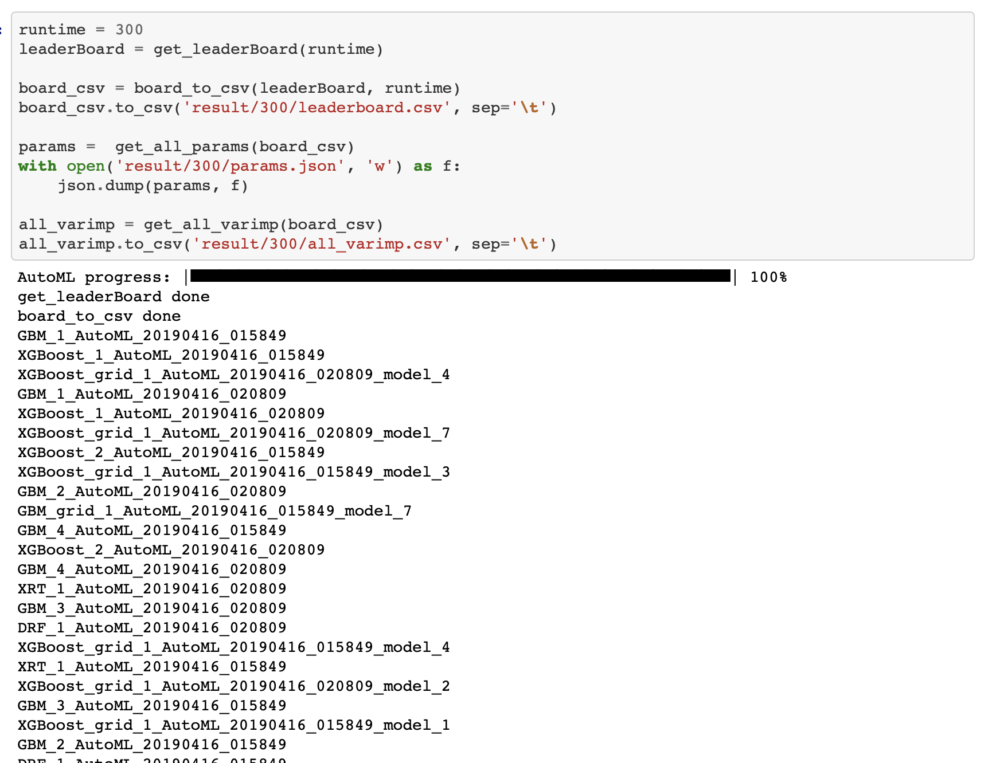 :
runtime = 300
leaderBoard = get_leaderBoard(runtime)
board_csv = board_to_csv(leaderBoard, runtime)
board_csv.to_csv('result/300/leaderboard.csv', sep='\t')
params =  get_all_params(board_csv)
with open('result/300/params.json', 'w') as f:
    json.dump(params, f)
all_varimp = get_all_varimp(board_csv)
all_varimp.to_csv('result/300/all_varimp.csv', sep='\t')
AutoML progress: |████████████████████████████████████████████████████████| 100%
get_leaderBoard done
board_to_csv done
GBM_1_AutoML_20190416_015849
XGBoost_1_AutoML_20190416_015849
XGBoost_grid_1_AutoML_20190416_020809_model_4
GBM_1_AutoML_20190416_020809
XGBoost_1_AutoML_20190416_020809
XGBoost_grid_1_AutoML_20190416_020809_model_7
XGBoost_2_AutoML_20190416_015849
XGBoost_grid_1_AutoML_20190416_015849_model_3
GBM_2_AutoML_20190416_020809
GBM_grid_1_AutoML_20190416_015849_model_7
GBM_4_AutoML_20190416_015849
XGBoost_2_AutoML_20190416_020809
GBM_4_AutoML_20190416_020809
XRT_1_AutoML_20190416_020809
GBM_3_AutoML_20190416_020809
DRF_1_AutoML_20190416_020809
XGBoost_grid_1_AutoML_20190416_015849_model_4
XRT_1_AutoML_20190416_015849
XGBoost_grid_1_AutoML_20190416_020809_model_2
GBM_3_AutoML_20190416_015849
XGBoost_grid_1_AutoML_20190416_015849_model_1
GBM_2_AutoML_20190416_015849
DRF_1_AutoML_20190416_015849